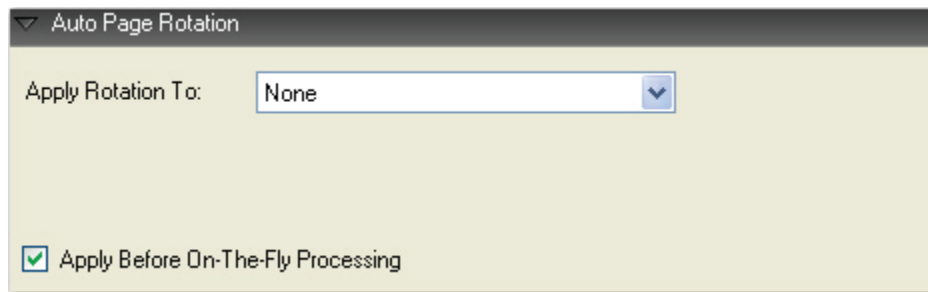 Auto Page Rotation
Apply Rotation To: None
Apply Before On-The-Fly Processing